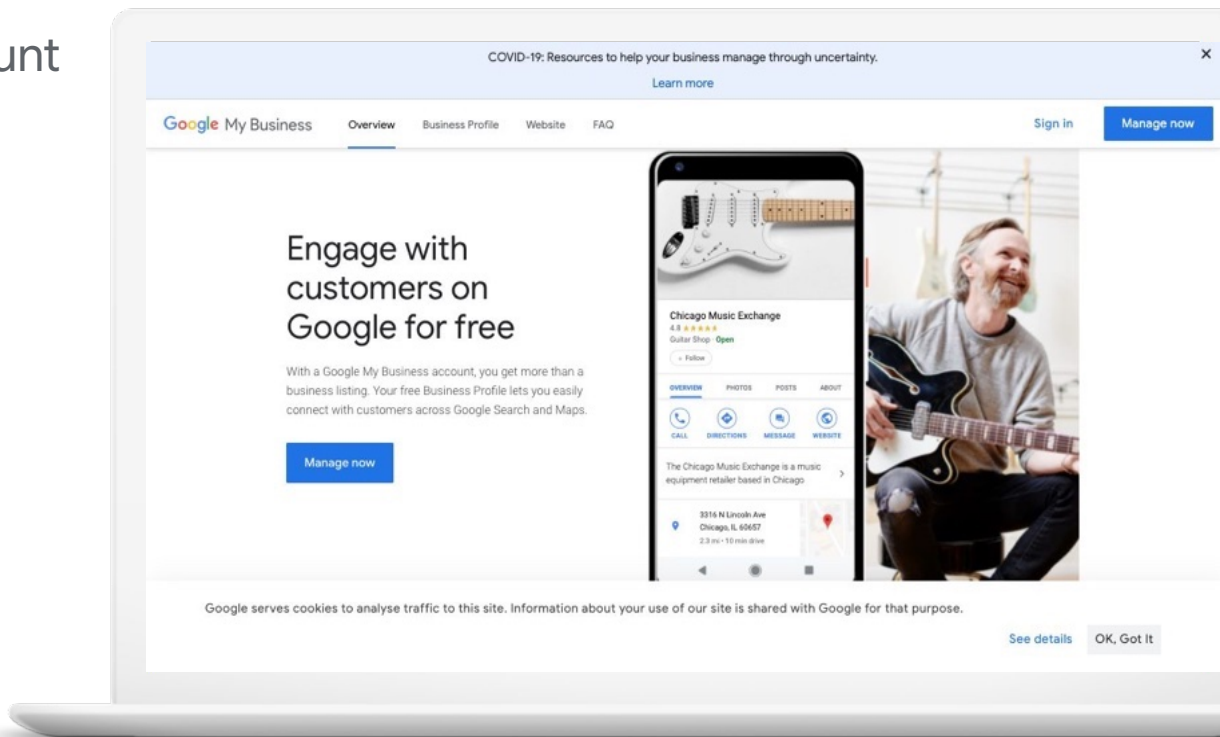 unt
COVID-19: Resources to help your business manage through uncertainty.
Learn more
Google My Business
Overview
Business Profile
Website
FAQ
Sign in
Manage now
Engage with
customers on
Google for free
With a Google My Business account, you get more than a
business listing. Your free Business Profile lets you easily
connect with customers across Google Search and Maps.
Manage now
Chicago Music Exchange
4.8
Guitar Shop · Open
+ Follow
OVERVIEW
PHOTOS
POSTS
ABOUT
CALL
DIRECTIONS
MESSAGE
WEBSITE
The Chicago Music Exchange is a music
equipment retailer based in Chicago
3316 N Lincoln Ave
Chicago, IL 60657
2.3 mi · 10 min drive
Google serves cookies to analyse traffic to this site. Information about your use of our site is shared with Google for that purpose.
See details
OK, Got It